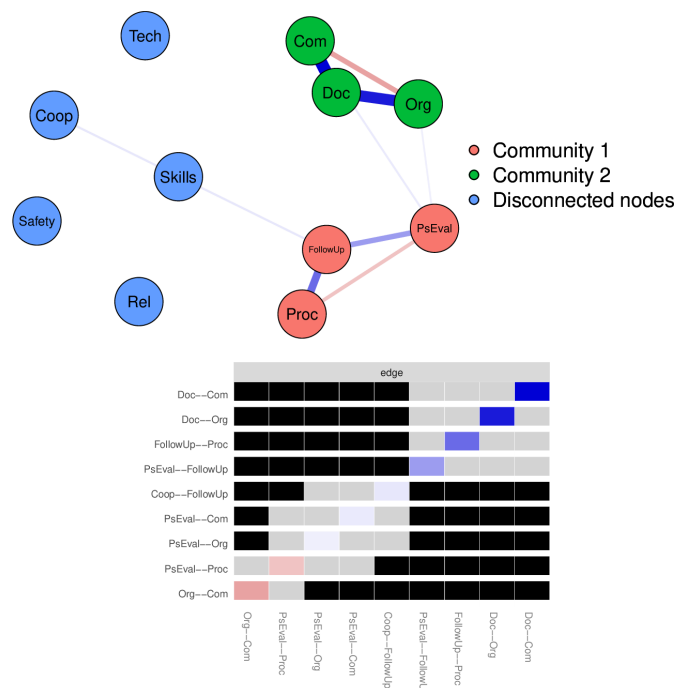 Tech
Com
Doc
Org
Coop
Skills
Safety
Rel
FollowUp
PsEval
Proc
Community 1
Community 2
Disconnected nodes
edge
Doc−−Com
Doc−−Org
FollowUp−−Proc
PsEval−−FollowUp
Coop−−FollowUp
PsEval−−Com
PsEval−−Org
PsEval−−Proc
Org−−Com
Org−−Com
PsEval−−Proc
PsEval−−Org
PsEval−−Com
Coop−−FollowUp
PsEval−−FollowU
FollowUp−−Proc
Doc−−Org
Doc−−Com